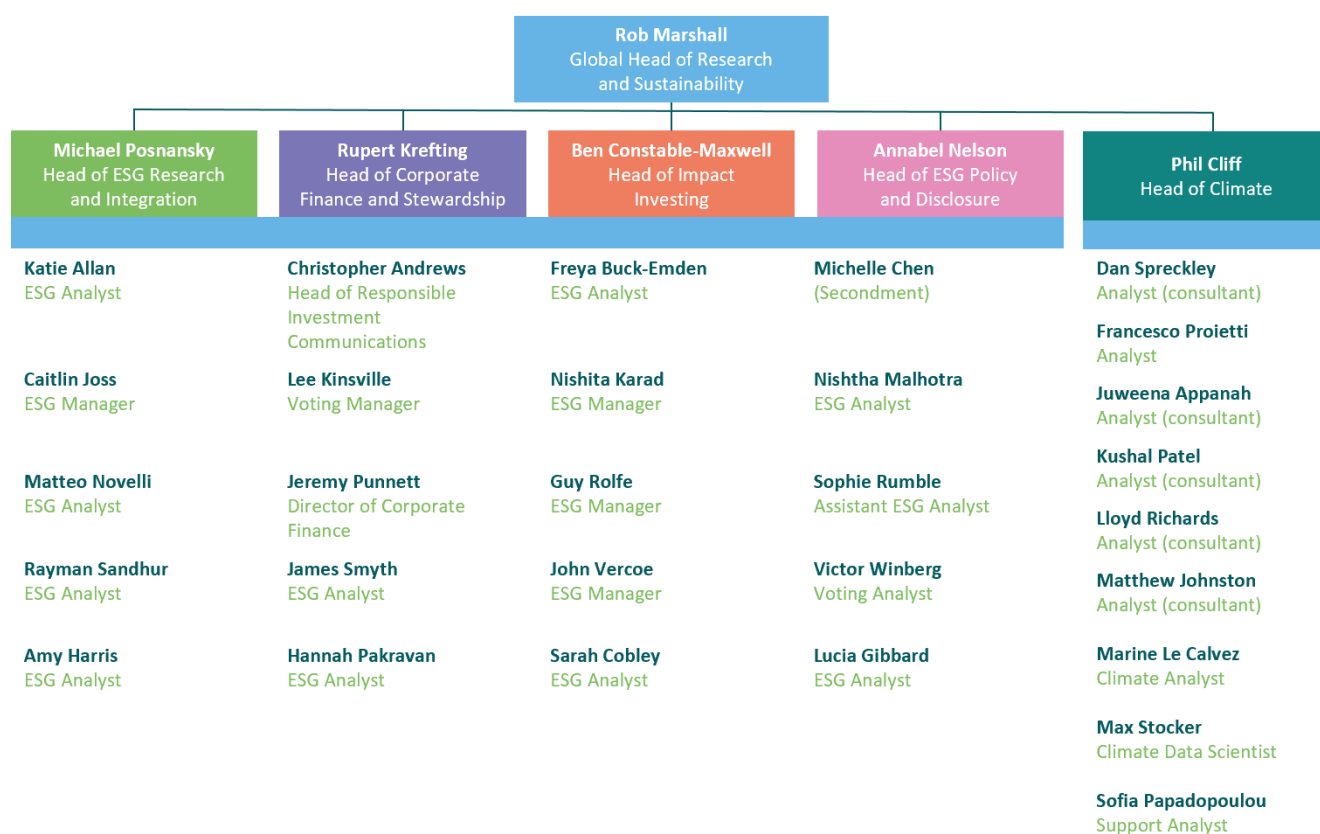 Rob Marshall
Global Head of Research
and Sustainability
Michael Posnansky
Head of ESG Research
and Integration
Rupert Krefting
Head of Corporate
Finance and Stewardship
Ben Constable-Maxwell
Head of Impact
Investing
Annabel Nelson
Head of ESG Policy
and Disclosure
Phil Cliff
Head of Climate
Katie Allan
ESG Analyst
Caitlin Joss
ESG Manager
Matteo Novelli
ESG Analyst
Rayman Sandhur
ESG Analyst
Amy Harris
ESG Analyst
Christopher Andrews
Head of Responsible
Investment
Communications
Lee Kinsville
Voting Manager
Jeremy Punnett
Director of Corporate
Finance
James Smyth
ESG Analyst
Hannah Pakravan
ESG Analyst
Freya Buck-Emden
ESG Analyst
Nishita Karad
ESG Manager
Guy Rolfe
ESG Manager
John Vercoe
ESG Manager
Sarah Cobley
ESG Analyst
Michelle Chen
(Secondment)
Nishtha Malhotra
ESG Analyst
Sophie Rumble
Assistant ESG Analyst
Victor Winberg
Voting Analyst
Lucia Gibbard
ESG Analyst
Dan Spreckley
Analyst (consultant)
Francesco Proietti
Analyst
Juweena Appanah
Analyst (consultant)
Kushal Patel
Analyst (consultant)
Lloyd Richards
Analyst (consultant)
Matthew Johnston
Analyst (consultant)
Marine Le Calvez
Climate Analyst
Max Stocker
Climate Data Scientist
Sofia Papadopoulou
Support Analyst